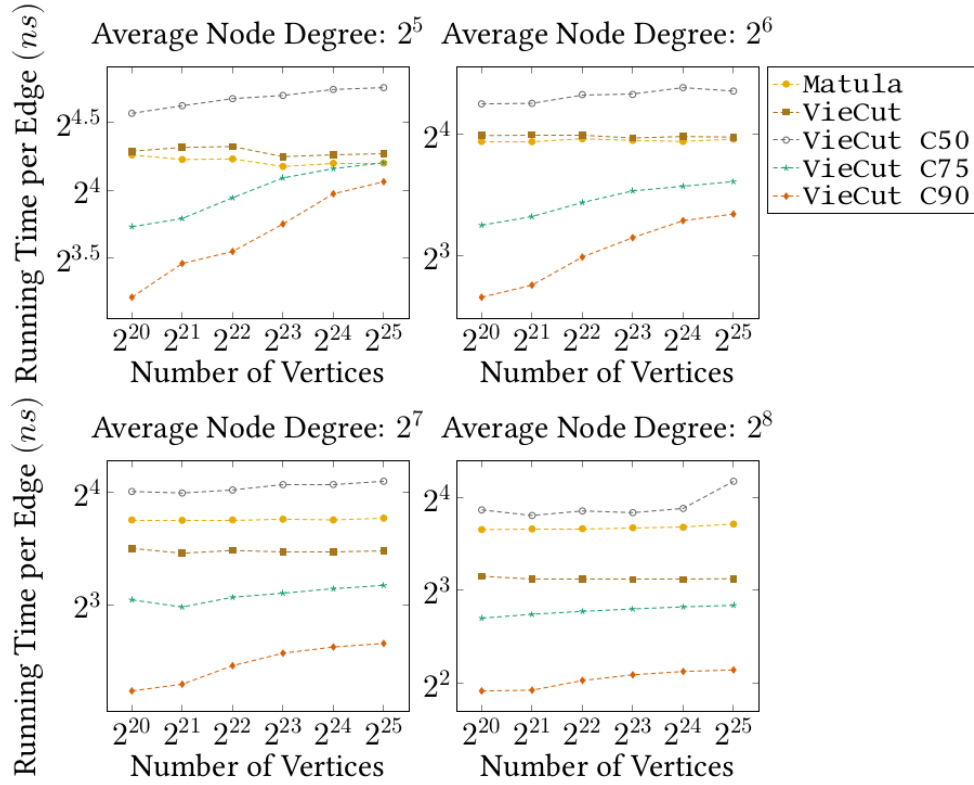 Average Node Degree: 2^5
Average Node Degree: 2^6
Running Time per Edge (ns)
2^4.5
2^4
2^3.5
2^20 2^21 2^22 2^23 2^24 2^25
Number of Vertices
2^4
2^3
2^20 2^21 2^22 2^23 2^24 2^25
Number of Vertices
Matula
VieCut
VieCut C50
VieCut C75
VieCut C90
Average Node Degree: 2^7
Average Node Degree: 2^8
Running Time per Edge (ns)
2^4
2^3
2^20 2^21 2^22 2^23 2^24 2^25
Number of Vertices
2^4
2^3
2^2
2^20 2^21 2^22 2^23 2^24 2^25
Number of Vertices